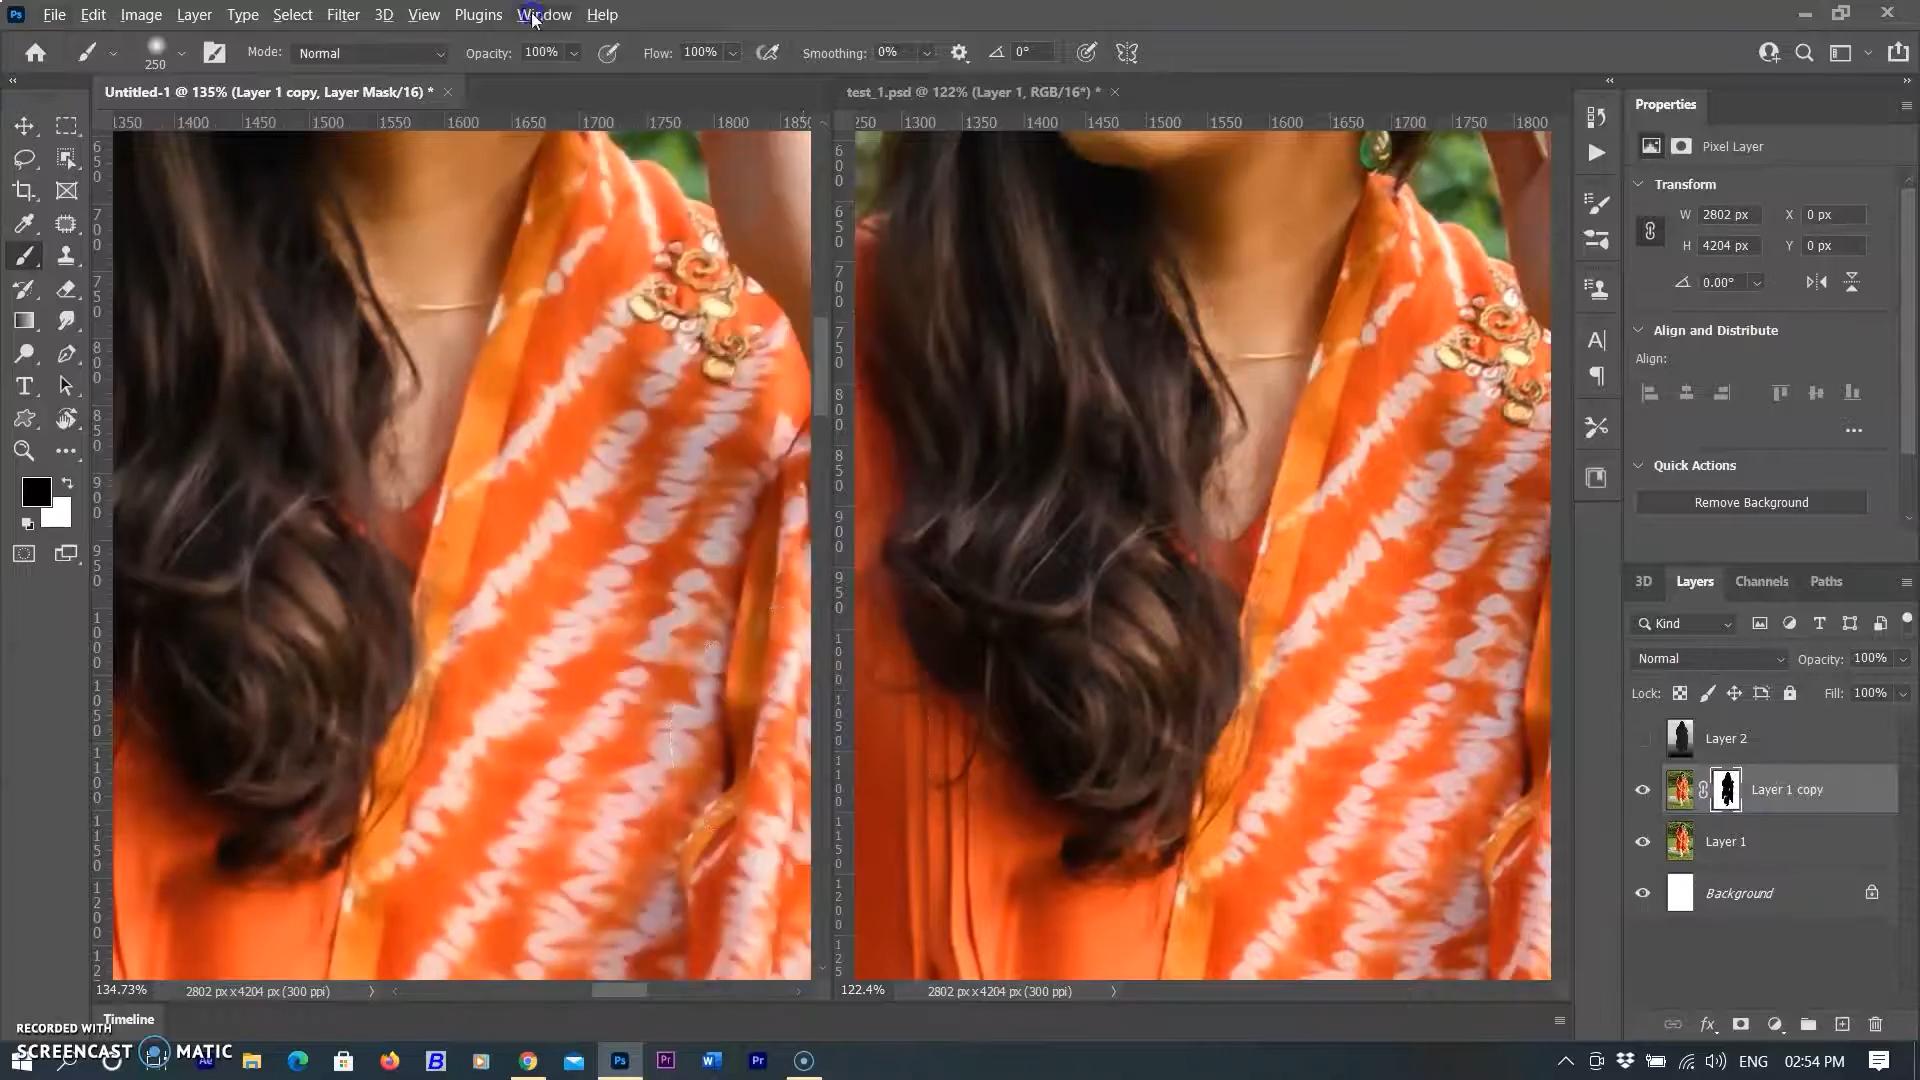 Ps File Edit Image Layer Type Select Filter 3D View Plugins Window Help
250 Mode: Normal Opacity: 100% Flow: 100% Smoothing: 0% 0°
Untitled-1 @ 135% (Layer 1 copy, Layer Mask/16) *
test_1.psd @ 122% (Layer 1, RGB/16*) *
1350 1400 1450 1500 1550 1600 1650 1700 1750 1800 185
250 1300 1350 1400 1450 1500 1550 1600 1650 1700 1750 1800
Properties
Pixel Layer
Transform
W 2802 px X 0 px
H 4204 px Y 0 px
0.00°
Align and Distribute
Align:
Quick Actions
Remove Background
3D Layers Channels Paths
Kind
Normal Opacity: 100%
Lock: Fill: 100%
Layer 2
Layer 1 copy
Layer 1
Background
134.73% 2802 px x 4204 px (300 ppi)
122.4% 2802 px x 4204 px (300 ppi)
Timeline
RECORDED WITH
SCREENCAST MATIC
Ps Pr Pr
ENG 02:54 PM